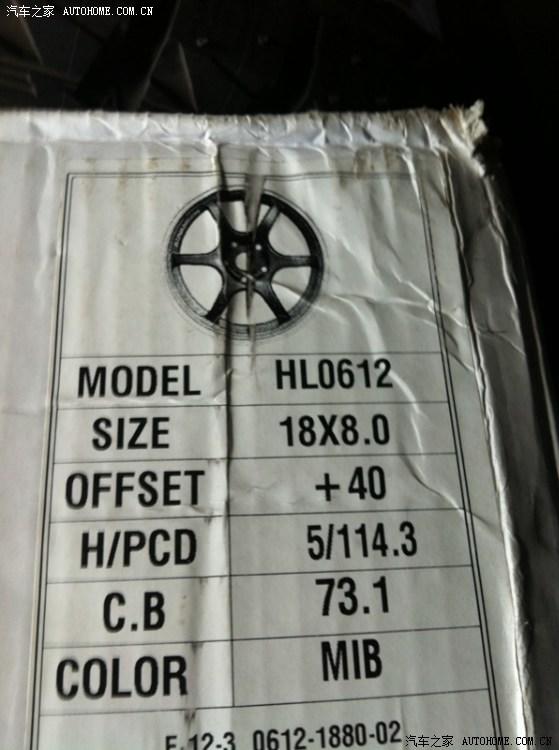 汽车之家 AUTOHOME.COM.CN
MODEL HL0612
SIZE 18X8.0
OFFSET +40
H/PCD 5/114.3
C.B 73.1
COLOR MIB
0612-1880-02
汽车之家 AUTOHOME.COM.CN